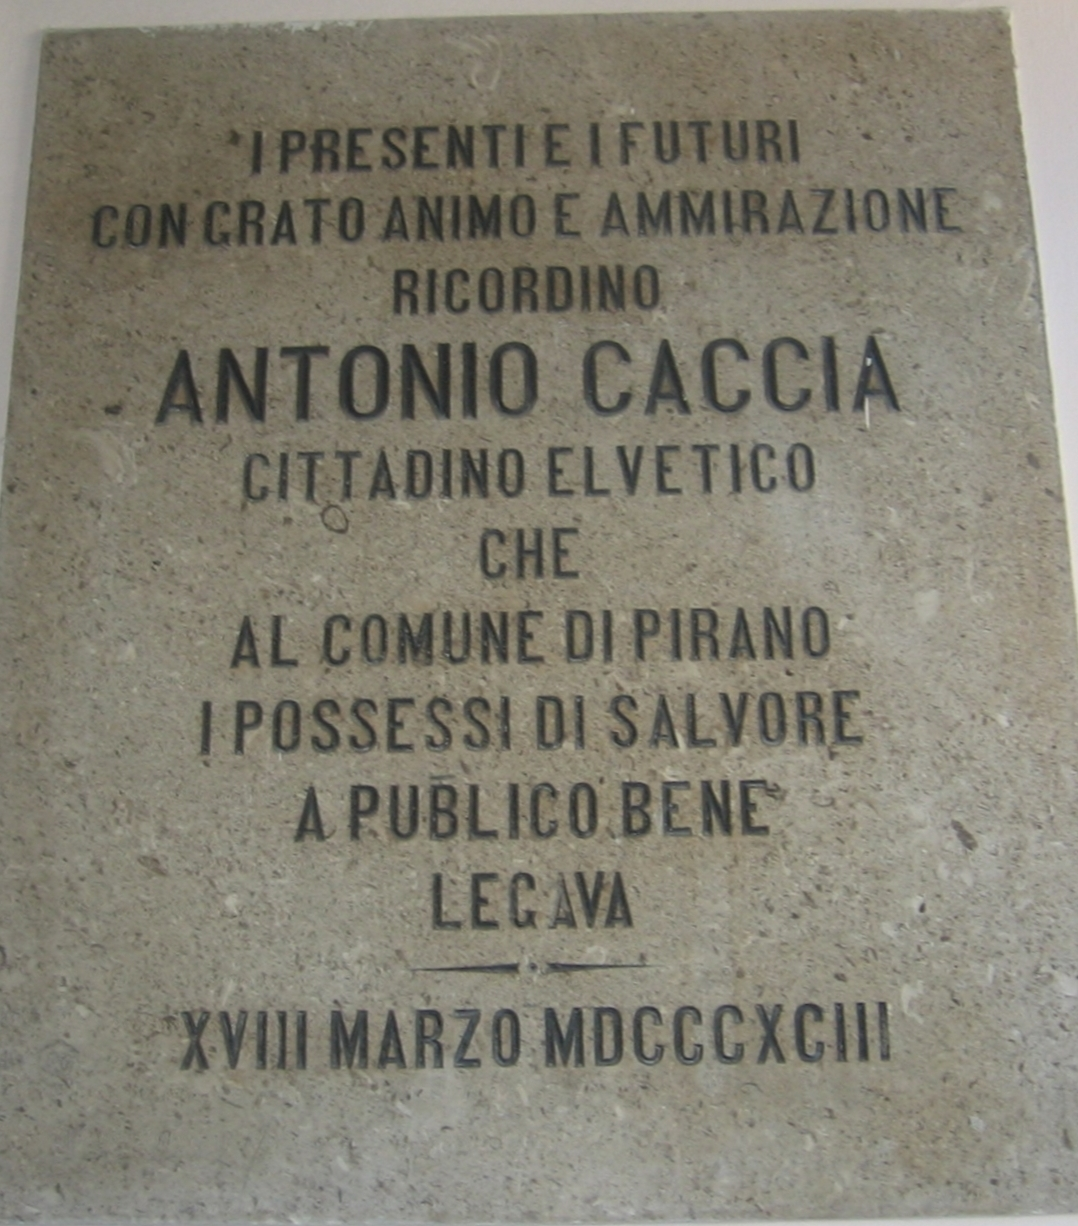 I PRESENTI E I FUTURI
CON GRATO ANIMO E AMMIRAZIONE
RICORDINO
ANTONIO CACCIA
CITTADINO ELVETICO
CHE
AL COMUNE DI PIRANO
I POSSESSI DI SALVORE
A PUBLICO BENE
LEGAVA
XVIII MARZO MDCCCXCIII